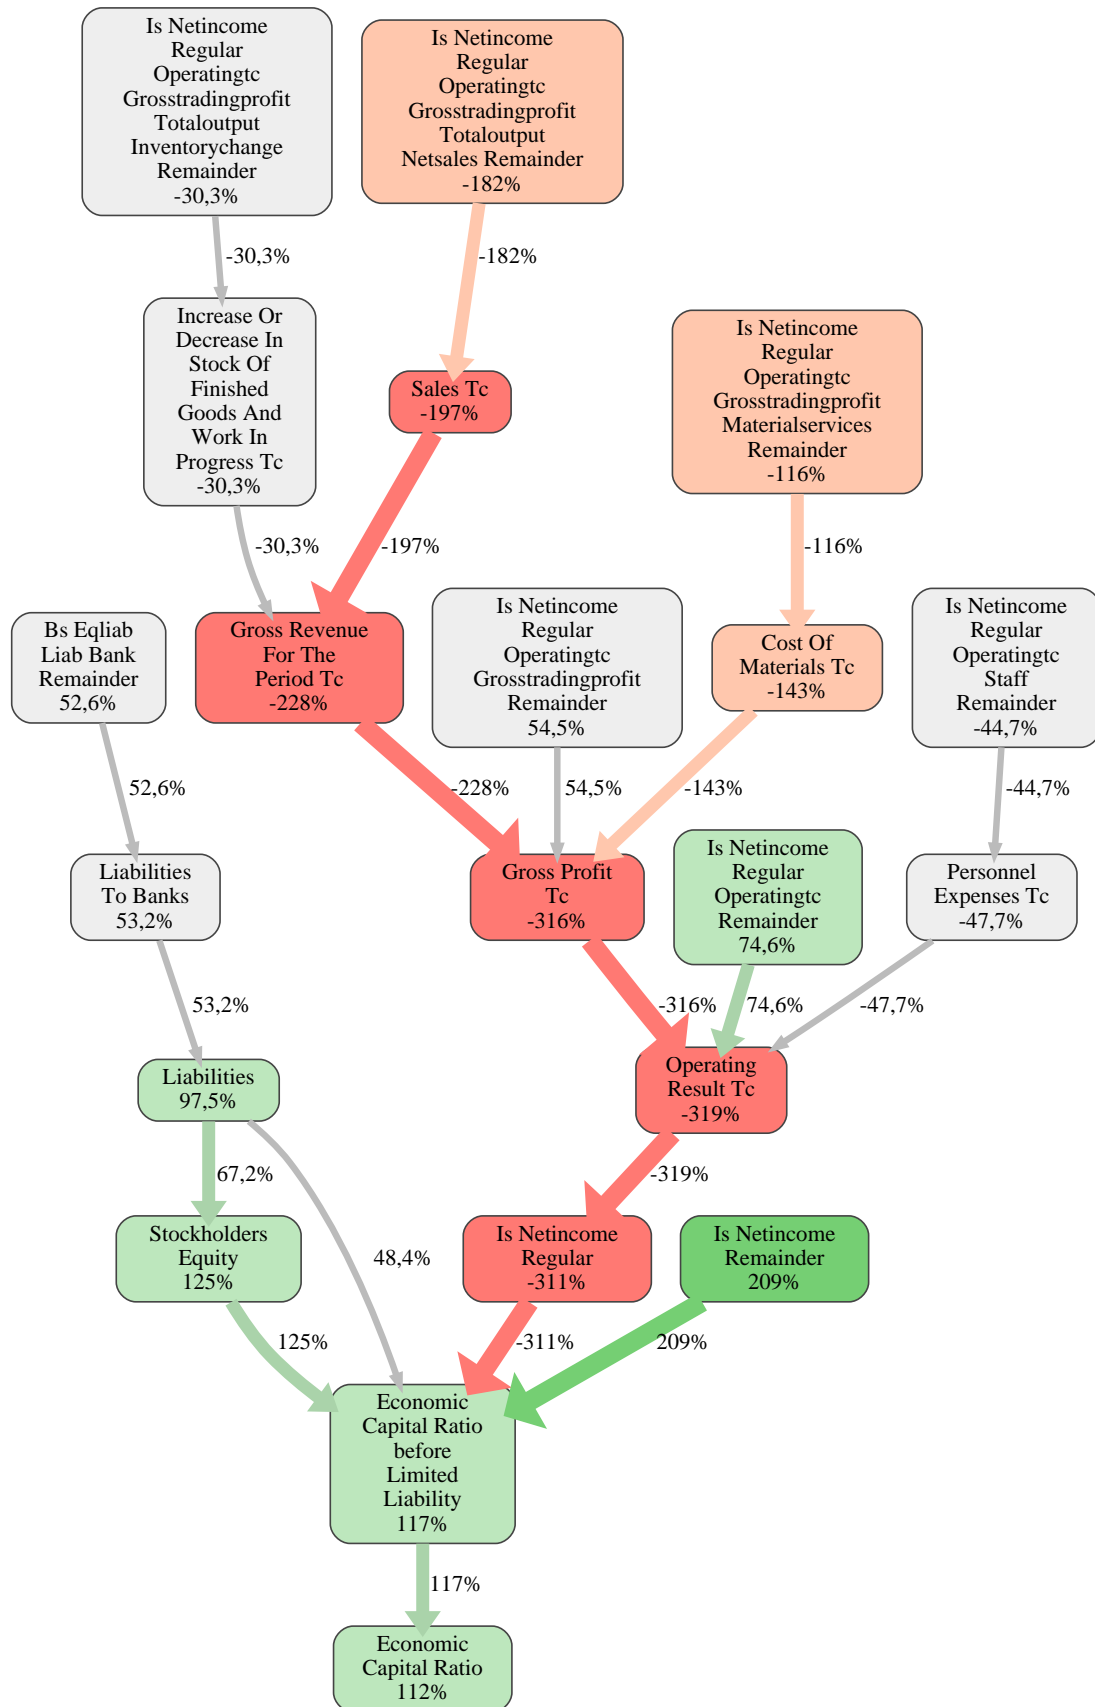 Is Netincome
Regular
Operatingtc
Grosstradingprofit
Totaloutput
Inventorychange
Remainder
-30,3%
Is Netincome
Regular
Operatingtc
Grosstradingprofit
Totaloutput
Netsales Remainder
-182%
-30,3%
-182%
Increase Or
Decrease In
Stock Of
Finished
Goods And
Work In
Progress Tc
-30,3%
Sales Tc
-197%
Is Netincome
Regular
Operatingtc
Grosstradingprofit
Materialservices
Remainder
-116%
-30,3%
-197%
-116%
Bs Eqliab
Liab Bank
Remainder
52,6%
Gross Revenue
For The
Period Tc
-228%
Is Netincome
Regular
Operatingtc
Grosstradingprofit
Remainder
54,5%
Cost Of
Materials Tc
-143%
Is Netincome
Regular
Operatingtc
Staff
Remainder
-44,7%
52,6%
-228%
54,5%
-143%
-44,7%
Liabilities
To Banks
53,2%
Gross Profit
Tc
-316%
Is Netincome
Regular
Operatingtc
Remainder
74,6%
Personnel
Expenses Tc
-47,7%
53,2%
-316%
74,6%
-47,7%
Liabilities
97,5%
Operating
Result Tc
-319%
67,2%
48,4%
-319%
Stockholders
Equity
125%
Is Netincome
Regular
-311%
Is Netincome
Remainder
209%
125%
-311%
209%
Economic
Capital Ratio
before
Limited
Liability
117%
117%
Economic
Capital Ratio
112%